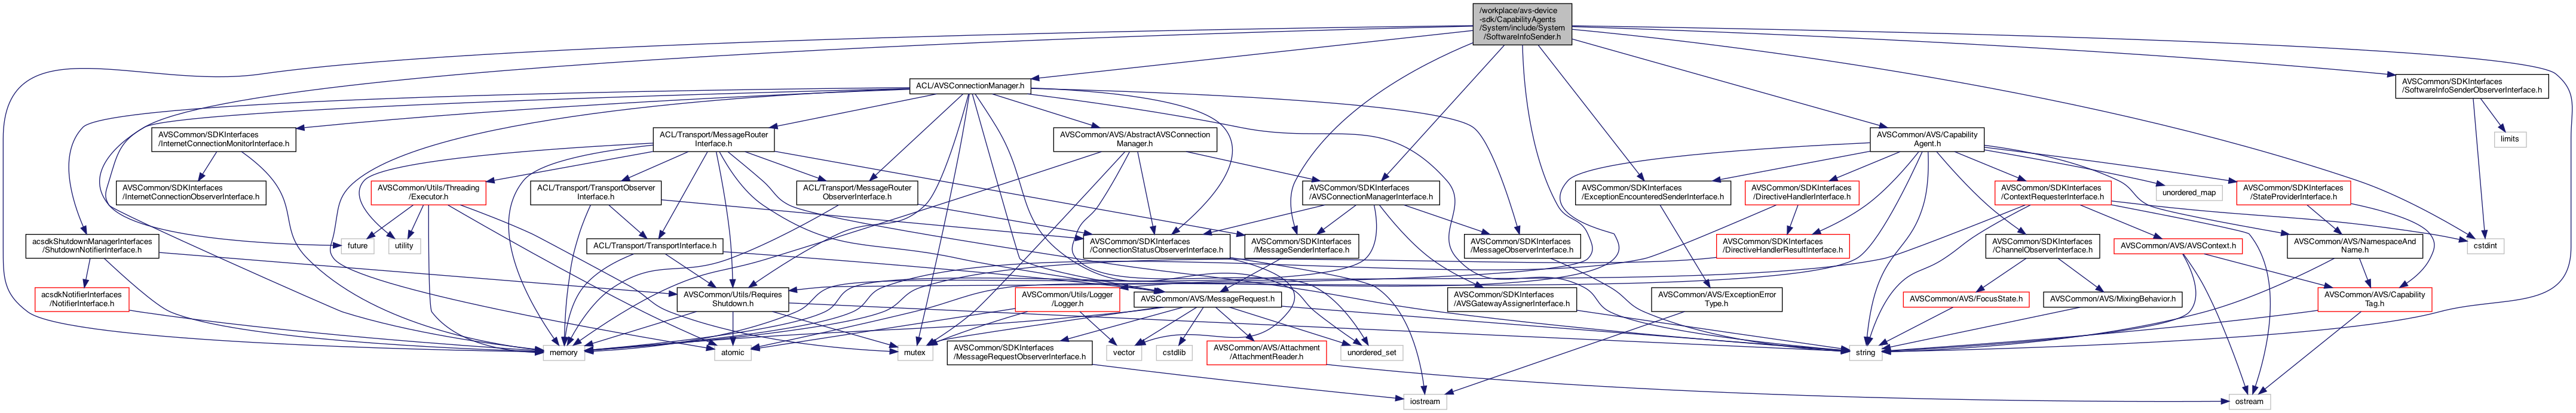 /workplace/avs-device
-sdk/CapabilityAgents
/System/include/System
/SoftwareInfoSender.h
ACL/AVSConnectionManager.h
AVSCommon/SDKInterfaces
/SoftwareInfoSenderObserverInterface.h
AVSCommon/SDKInterfaces
/InternetConnectionMonitorInterface.h
ACL/Transport/MessageRouter
Interface.h
AVSCommon/AVS/AbstractAVSConnection
Manager.h
AVSCommon/AVS/Capability
Agent.h
limits
AVSCommon/SDKInterfaces
/InternetConnectionObserverInterface.h
AVSCommon/Utils/Threading
/Executor.h
ACL/Transport/TransportObserver
Interface.h
ACL/Transport/MessageRouter
ObserverInterface.h
AVSCommon/SDKInterfaces
/AVSConnectionManagerInterface.h
AVSCommon/SDKInterfaces
/ExceptionEncounteredSenderInterface.h
AVSCommon/SDKInterfaces
/DirectiveHandlerInterface.h
AVSCommon/SDKInterfaces
/ContextRequesterInterface.h
unordered_map
AVSCommon/SDKInterfaces
/StateProviderInterface.h
acsdkShutdownManagerInterfaces
/ShutdownNotifierInterface.h
future
utility
ACL/Transport/TransportInterface.h
AVSCommon/SDKInterfaces
/ConnectionStatusObserverInterface.h
AVSCommon/SDKInterfaces
/MessageSenderInterface.h
AVSCommon/SDKInterfaces
/MessageObserverInterface.h
AVSCommon/SDKInterfaces
/DirectiveHandlerResultInterface.h
AVSCommon/SDKInterfaces
/ChannelObserverInterface.h
AVSCommon/AVS/AVSContext.h
AVSCommon/AVS/NamespaceAnd
Name.h
cstdint
acsdkNotifierInterfaces
/NotifierInterface.h
AVSCommon/Utils/Requires
Shutdown.h
AVSCommon/Utils/Logger
/Logger.h
AVSCommon/AVS/MessageRequest.h
AVSCommon/SDKInterfaces
/AVSGatewayAssignerInterface.h
AVSCommon/AVS/ExceptionError
Type.h
AVSCommon/AVS/FocusState.h
AVSCommon/AVS/MixingBehavior.h
AVSCommon/AVS/Capability
Tag.h
memory
atomic
mutex
AVSCommon/SDKInterfaces
/MessageRequestObserverInterface.h
vector
cstdlib
AVSCommon/AVS/Attachment
/AttachmentReader.h
unordered_set
string
iostream
ostream